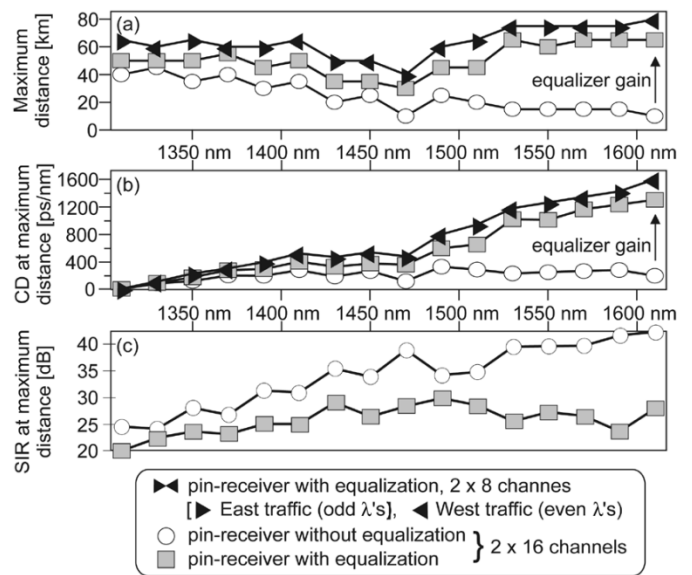 (a)
Maximum
distance [km]
80
60
40
20
0
equalizer gain
1350 nm 1400 nm 1450 nm 1500 nm 1550 nm 1600 nm
(b)
CD at maximum
distance [ps/nm]
1600
1200
800
400
0
equalizer gain
1350 nm 1400 nm 1450 nm 1500 nm 1550 nm 1600 nm
(c)
SIR at maximum
distance [dB]
40
35
30
25
20
pin-receiver with equalization, 2 x 8 channes
[ East traffic (odd λ's], West traffic (even λ's)
pin-receiver without equalization
pin-receiver with equalization
} 2 x 16 channels